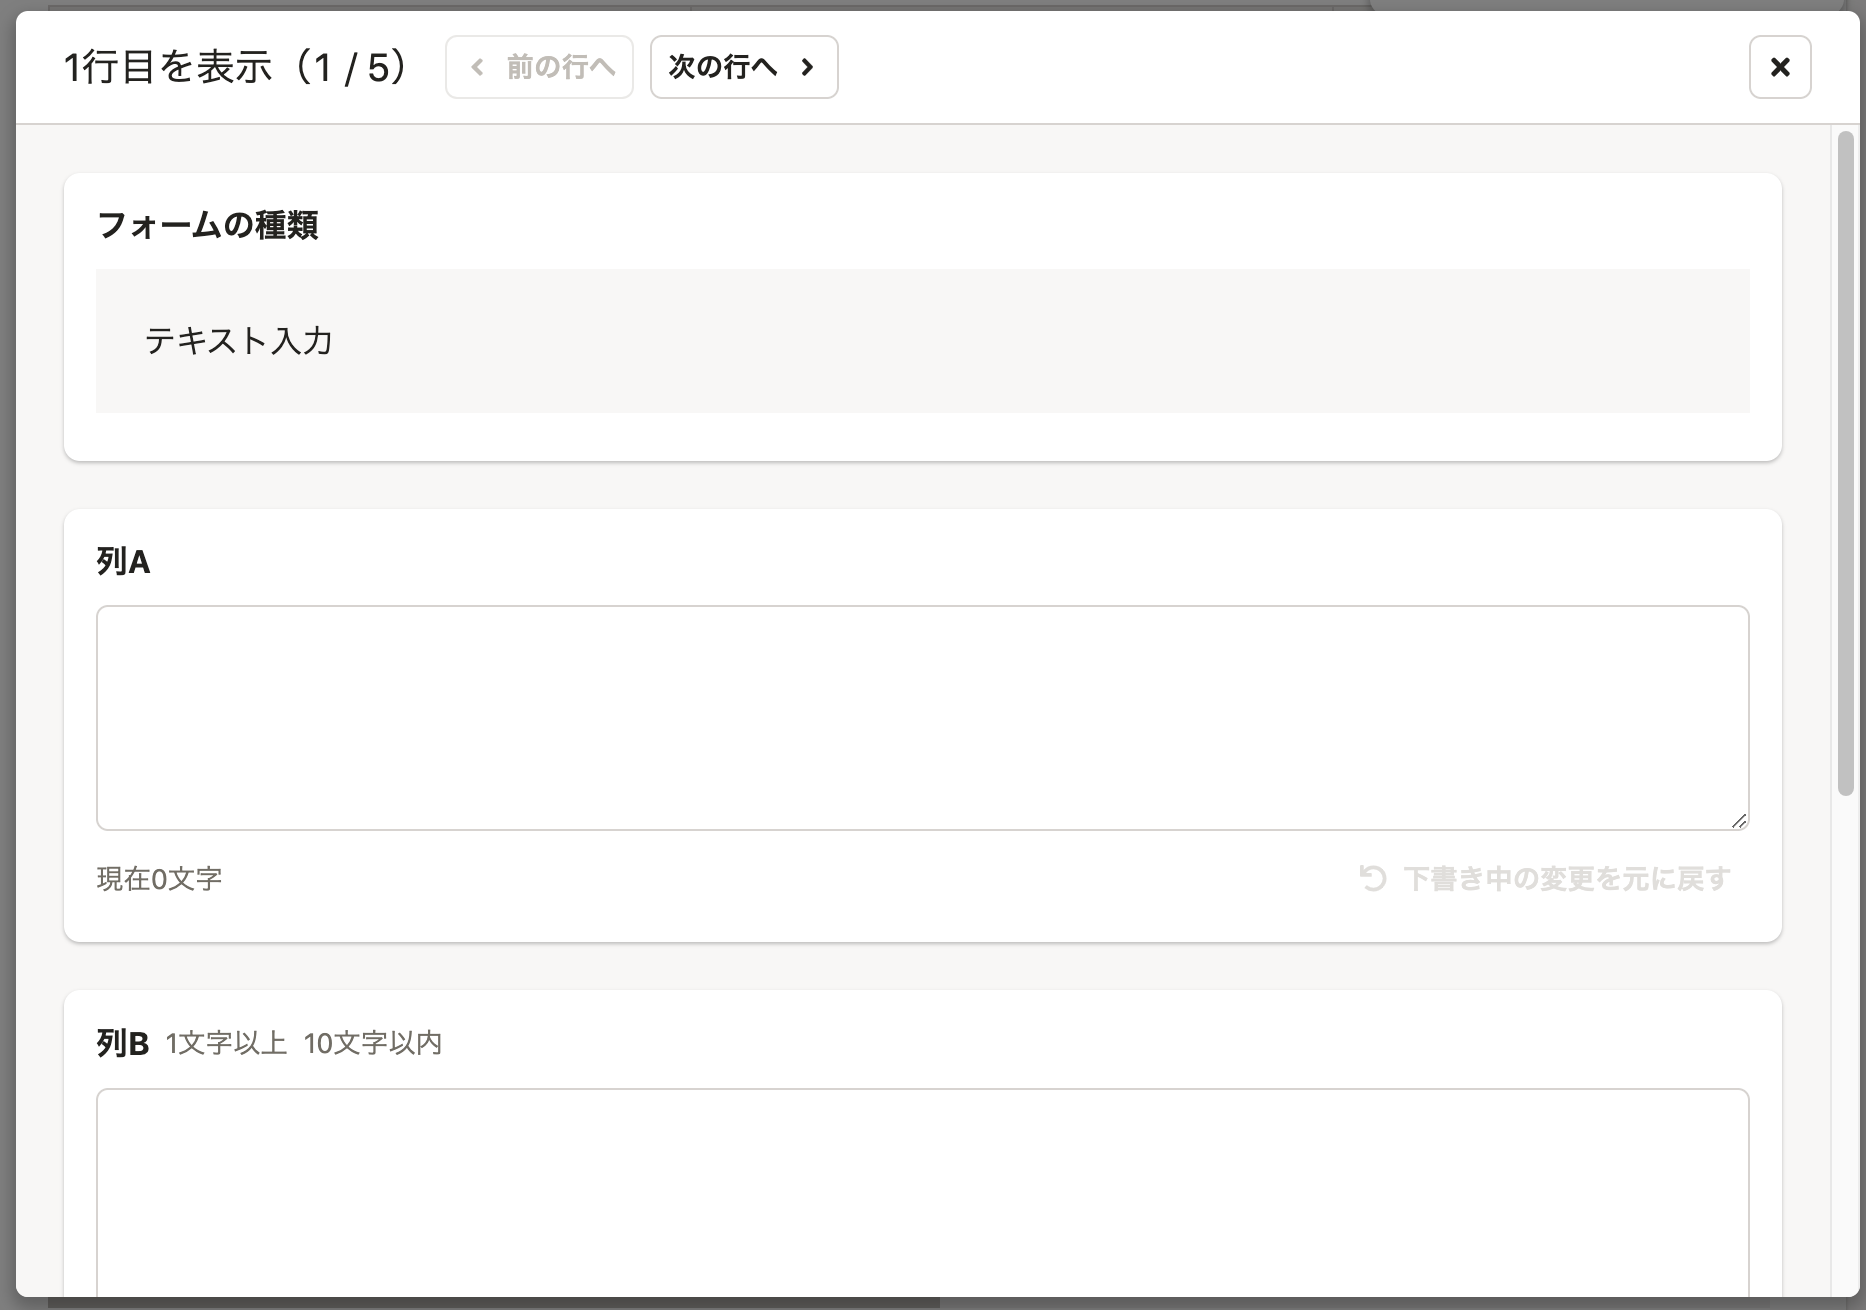 1行目を表示（1 / 5）
前の行へ
次の行へ
フォームの種類
テキスト入力
列A
現在0文字
下書き中の変更を元に戻す
列B 1文字以上 10文字以内